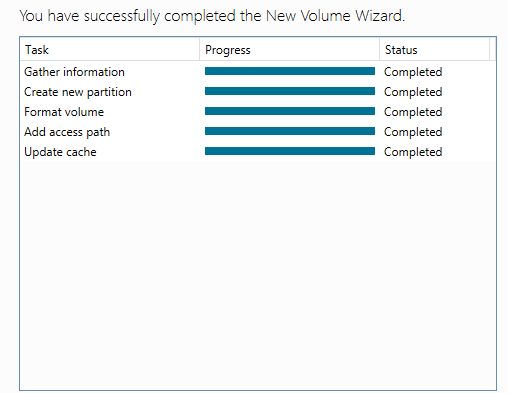 You have successfully completed the New Volume Wizard.
Task Progress Status
Gather information Completed
Create new partition Completed
Format volume Completed
Add access path Completed
Update cache Completed